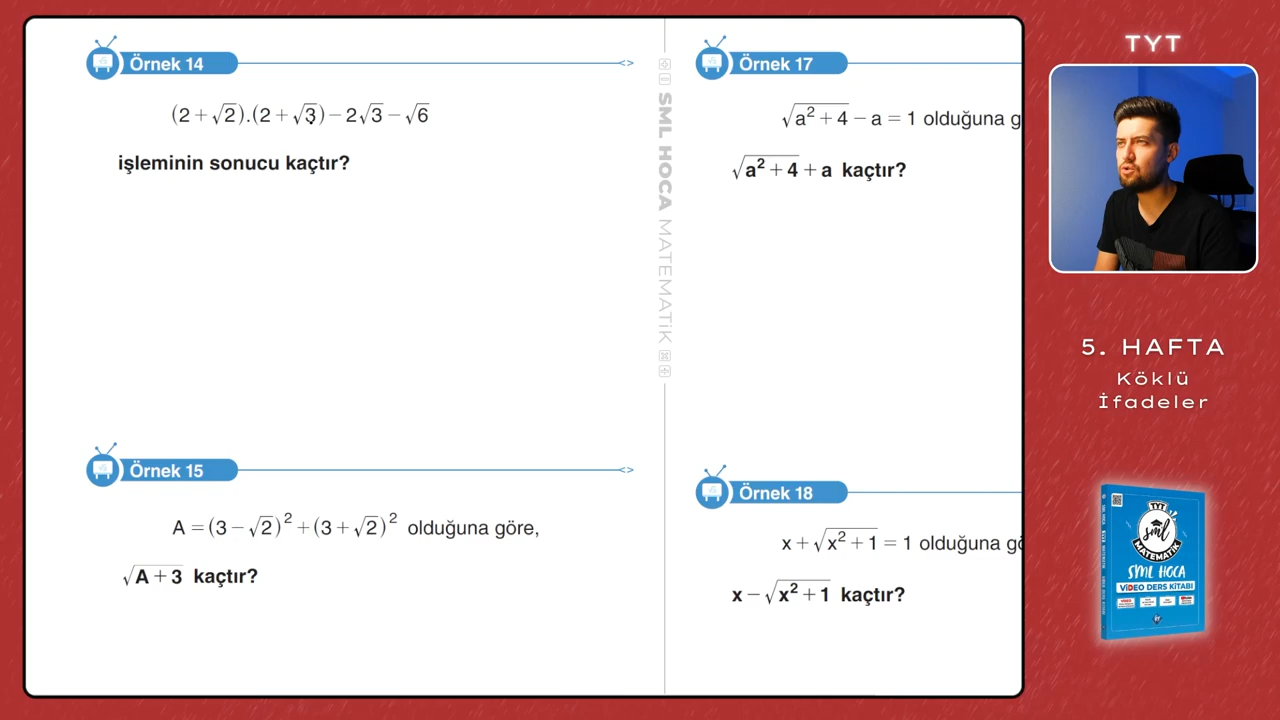 Örnek 14
(2 + √2).(2 + √3) − 2√3 − √6
işleminin sonucu kaçtır?
Örnek 15
A = (3 − √2)² + (3 + √2)² olduğuna göre,
√(A + 3) kaçtır?
SML HOCA MATEMATİK
Örnek 17
√(a² + 4) − a = 1 olduğuna g
√(a² + 4) + a kaçtır?
Örnek 18
x + √(x² + 1) = 1 olduğuna gö
x − √(x² + 1) kaçtır?
TYT
5. HAFTA
Köklü
İfadeler
TYT
sml
MATEMATİK
SML HOCA
VİDEO DERS KİTABI